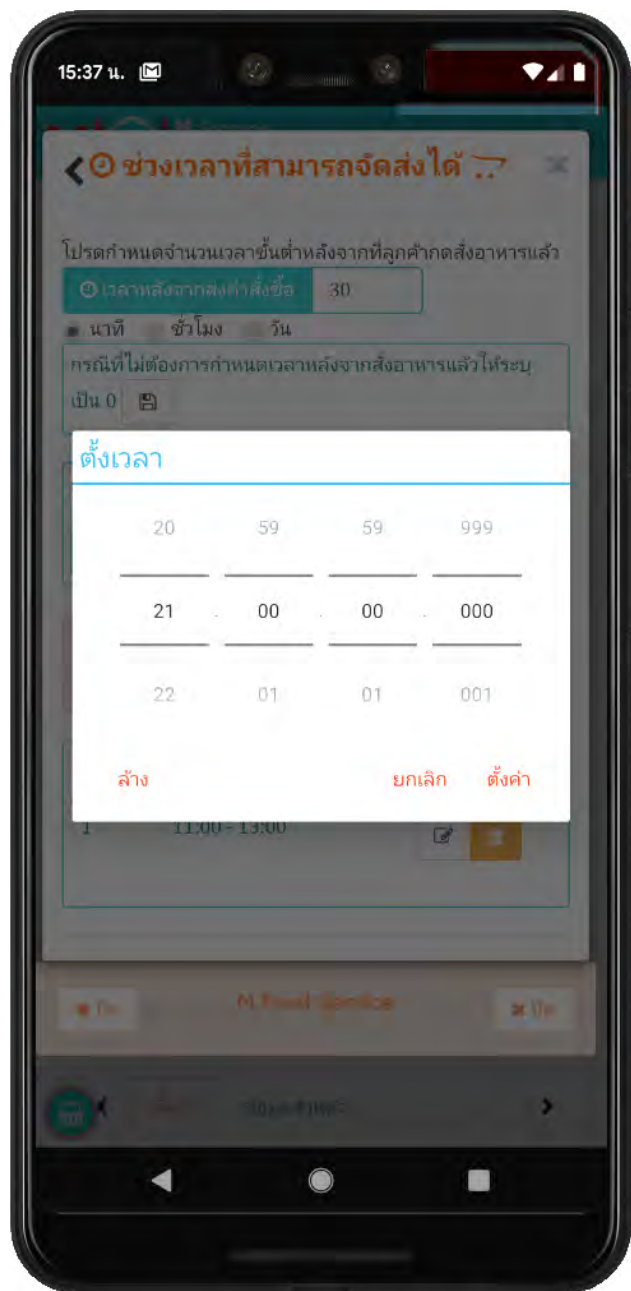 15:37 น.
ช่วงเวลาที่สามารถจัดส่งได้
โปรดกำหนดจำนวนเวลาขั้นต่ำหลังจากที่ลูกค้ากดสั่งอาหารแล้ว
เวลาหลังจากส่งคำสั่งซื้อ 30
นาที ชั่วโมง วัน
กรณีที่ไม่ต้องการกำหนดเวลาหลังจากสั่งอาหารแล้วให้ระบุ
เป็น 0
ตั้งเวลา
20 59 59 999
21 . 00 . 00 . 000
22 01 01 001
ล้าง ยกเลิก ตั้งค่า
1 11:00 - 13:00
M Food Service